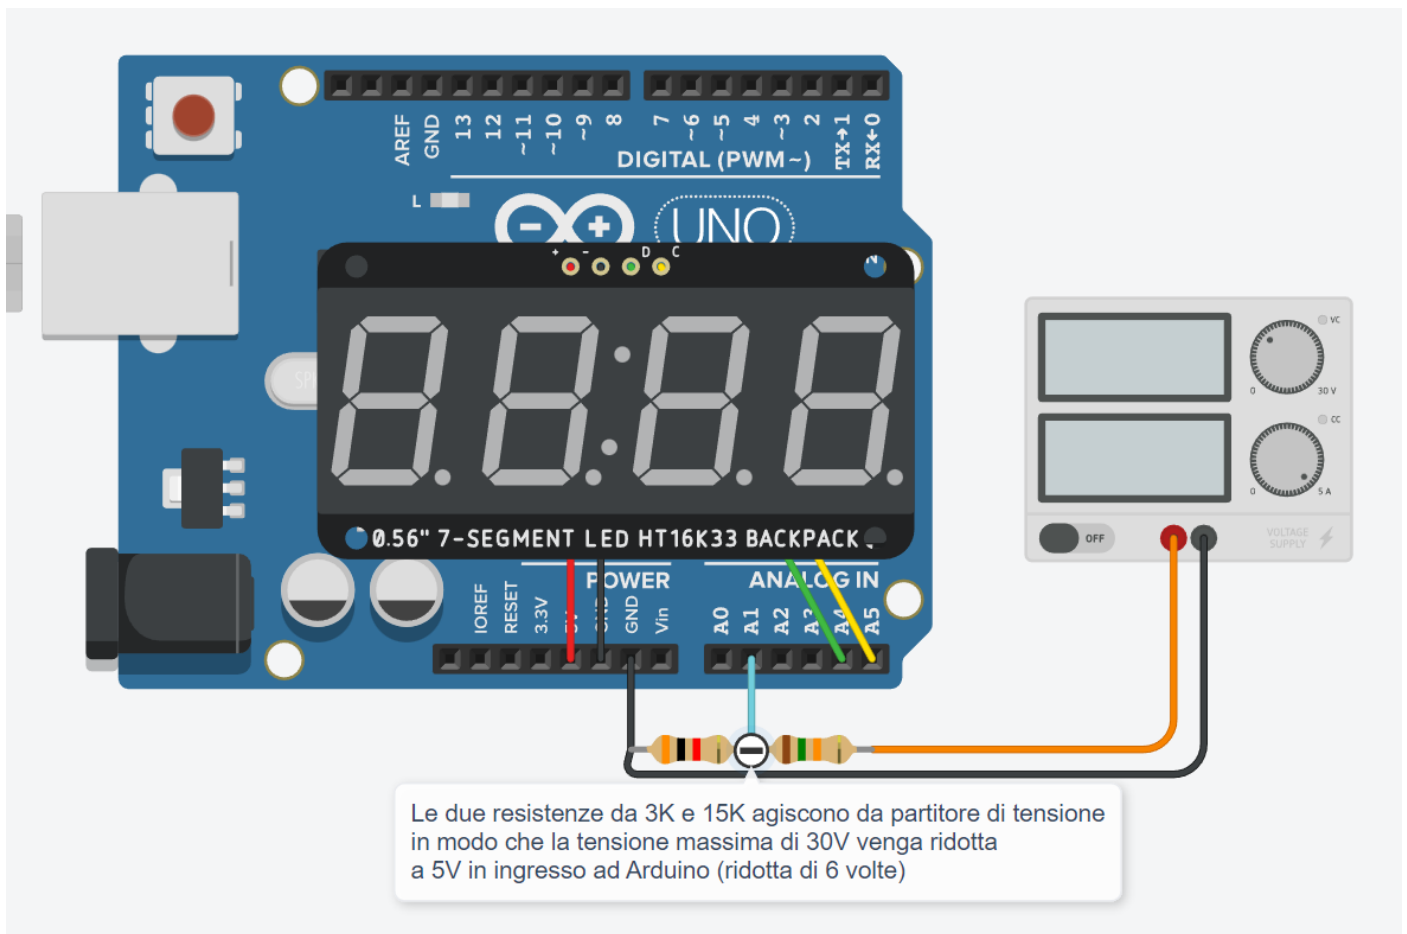 AREF
GND
13
12
~11
~10
~9
8
7
~6
~5
4
~3
2
TX→1
RX←0
DIGITAL (PWM~)
L
UNO
+ - D C
0.56" 7-SEGMENT LED HT16K33 BACKPACK
POWER
ANALOG IN
IOREF
RESET
3.3V
5V
GND
GND
Vin
A0
A1
A2
A3
A4
A5
VC
0
30 V
CC
0
5 A
OFF
VOLTAGE
SUPPLY
Le due resistenze da 3K e 15K agiscono da partitore di tensione
in modo che la tensione massima di 30V venga ridotta
a 5V in ingresso ad Arduino (ridotta di 6 volte)